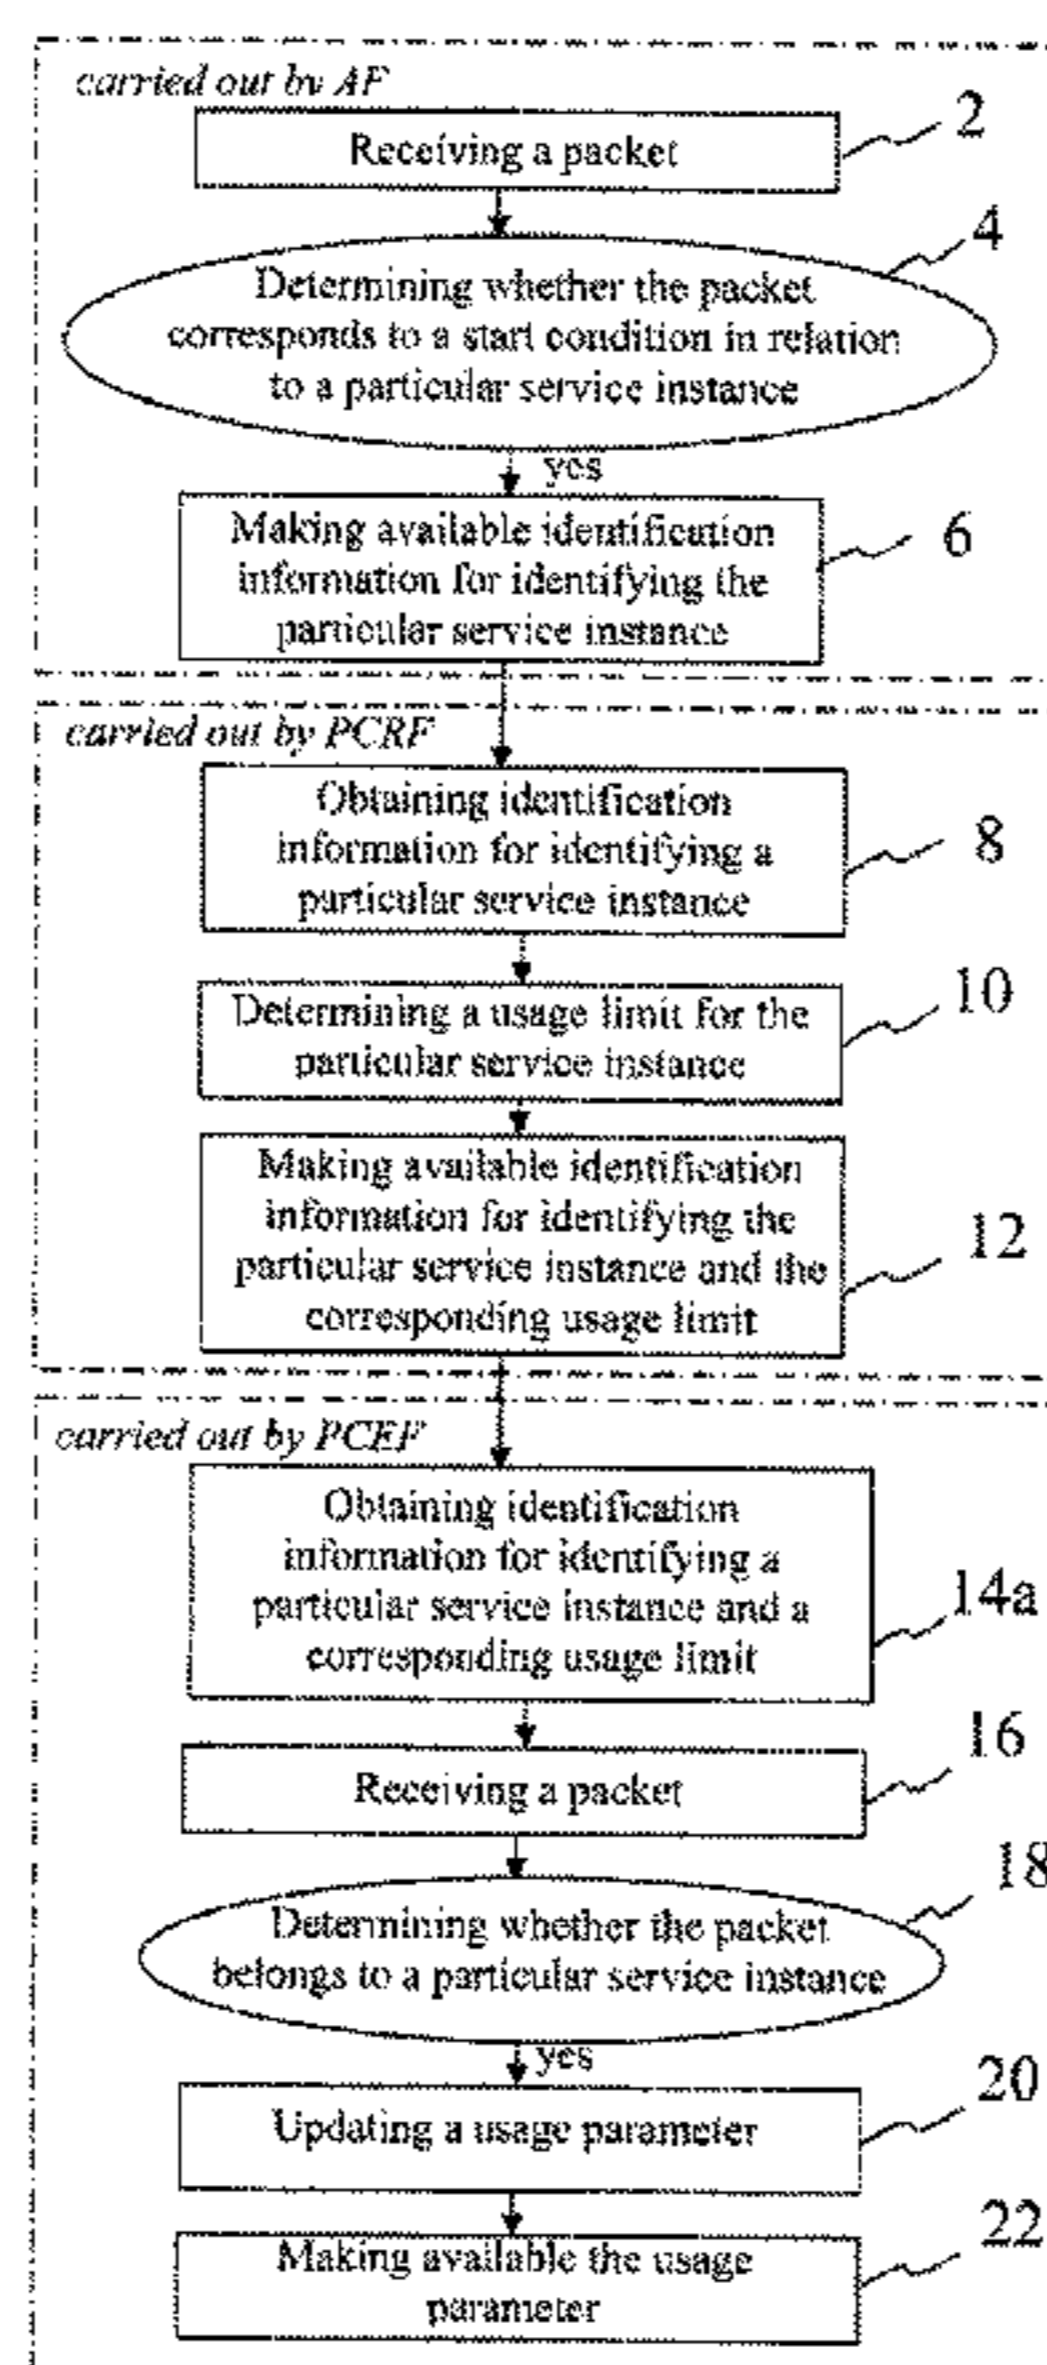 carried out by AF
Receiving a packet
2
Determining whether the packet
corresponds to a start condition in relation
to a particular service instance
4
yes
Making available identification
information for identifying the
particular service instance
6
carried out by PCRF
Obtaining identification
information for identifying a
particular service instance
8
Determining a usage limit for the
particular service instance
10
Making available identification
information for identifying the
particular service instance and the
corresponding usage limit
12
carried out by PCEF
Obtaining identification
information for identifying a
particular service instance and a
corresponding usage limit
14a
Receiving a packet
16
Determining whether the packet
belongs to a particular service instance
18
yes
Updating a usage parameter
20
Making available the usage
parameter
22